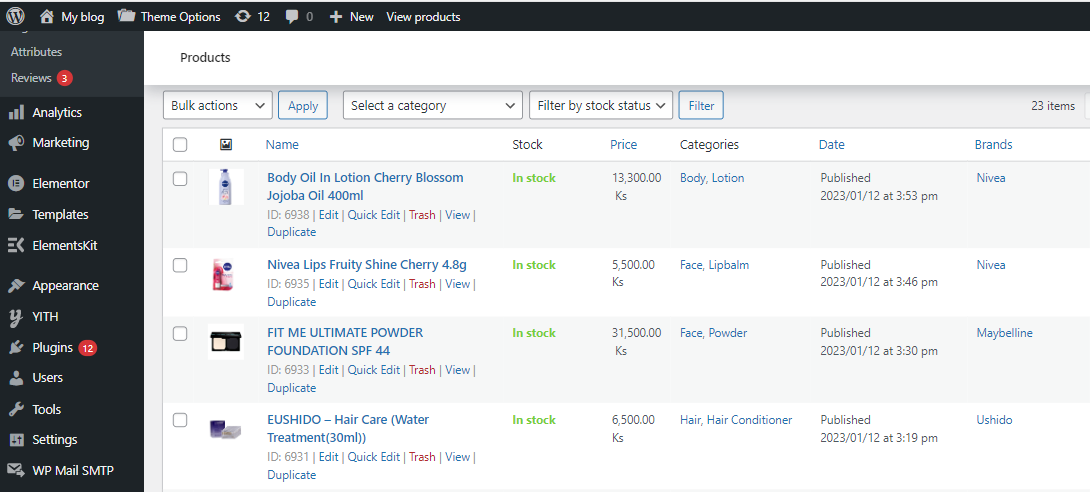 My blog Theme Options 12 0 New View products
Attributes
Reviews 3
Analytics
Marketing
Elementor
Templates
ElementsKit
Appearance
YITH
Plugins 12
Users
Tools
Settings
WP Mail SMTP
Products
Bulk actions Apply Select a category Filter by stock status Filter 23 items
Name Stock Price Categories Date Brands
Body Oil In Lotion Cherry Blossom In stock 13,300.00 Body, Lotion Published Nivea
Jojoba Oil 400ml Ks 2023/01/12 at 3:53 pm
ID: 6938 | Edit | Quick Edit | Trash | View |
Duplicate
Nivea Lips Fruity Shine Cherry 4.8g In stock 5,500.00 Face, Lipbalm Published Nivea
ID: 6935 | Edit | Quick Edit | Trash | View | Ks 2023/01/12 at 3:46 pm
Duplicate
FIT ME ULTIMATE POWDER In stock 31,500.00 Face, Powder Published Maybelline
FOUNDATION SPF 44 Ks 2023/01/12 at 3:30 pm
ID: 6933 | Edit | Quick Edit | Trash | View |
Duplicate
EUSHIDO – Hair Care (Water In stock 6,500.00 Hair, Hair Conditioner Published Ushido
Treatment(30ml)) Ks 2023/01/12 at 3:19 pm
ID: 6931 | Edit | Quick Edit | Trash | View |
Duplicate